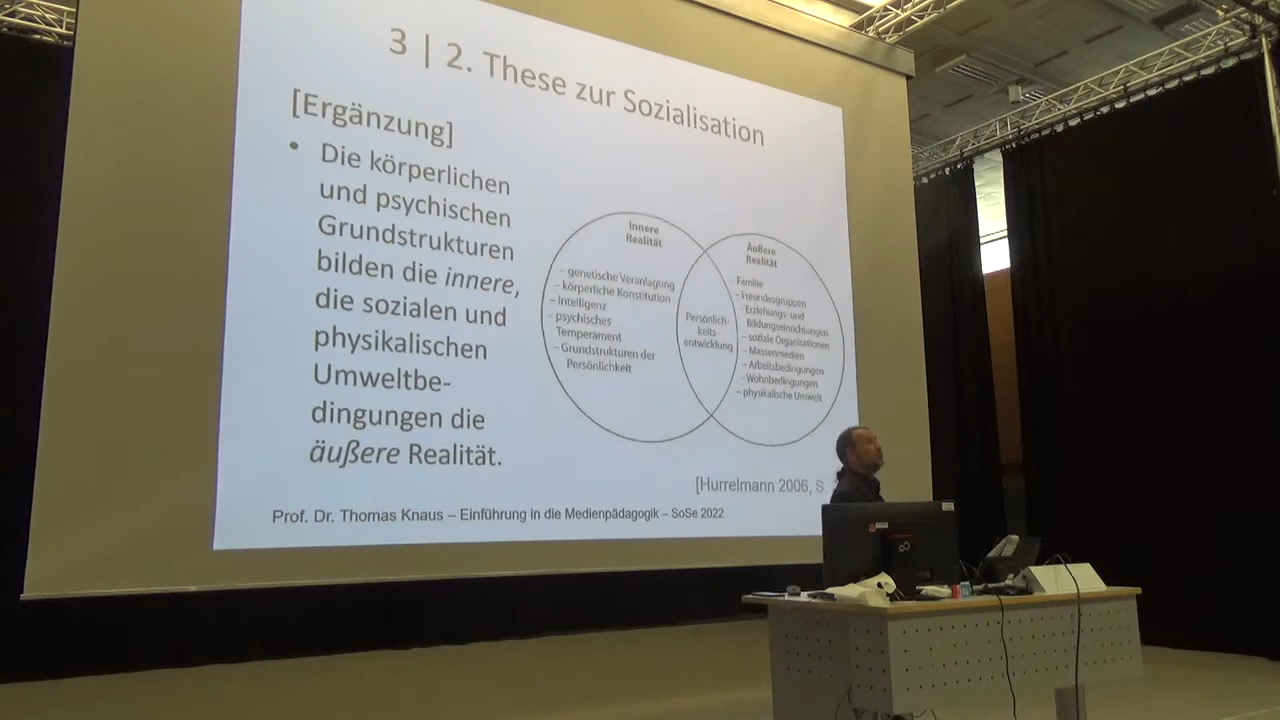 3 | 2. These zur Sozialisation
[Ergänzung]
• Die körperlichen
und psychischen
Grundstrukturen
bilden die innere,
die sozialen und
physikalischen
Umweltbe-
dingungen die
äußere Realität.
Innere
Realität
– genetische Veranlagung
– körperliche Konstitution
– Intelligenz
– psychisches
Temperament
– Grundstrukturen der
Persönlichkeit
Persönlich-
keits-
entwicklung
Äußere
Realität
Familie
– Freundesgruppen
Erziehungs- und
Bildungseinrichtungen
– soziale Organisationen
– Massenmedien
– Arbeitsbedingungen
– Wohnbedingungen
– physikalische Umwelt
[Hurrelmann 2006, S.
Prof. Dr. Thomas Knaus – Einführung in die Medienpädagogik – SoSe 2022